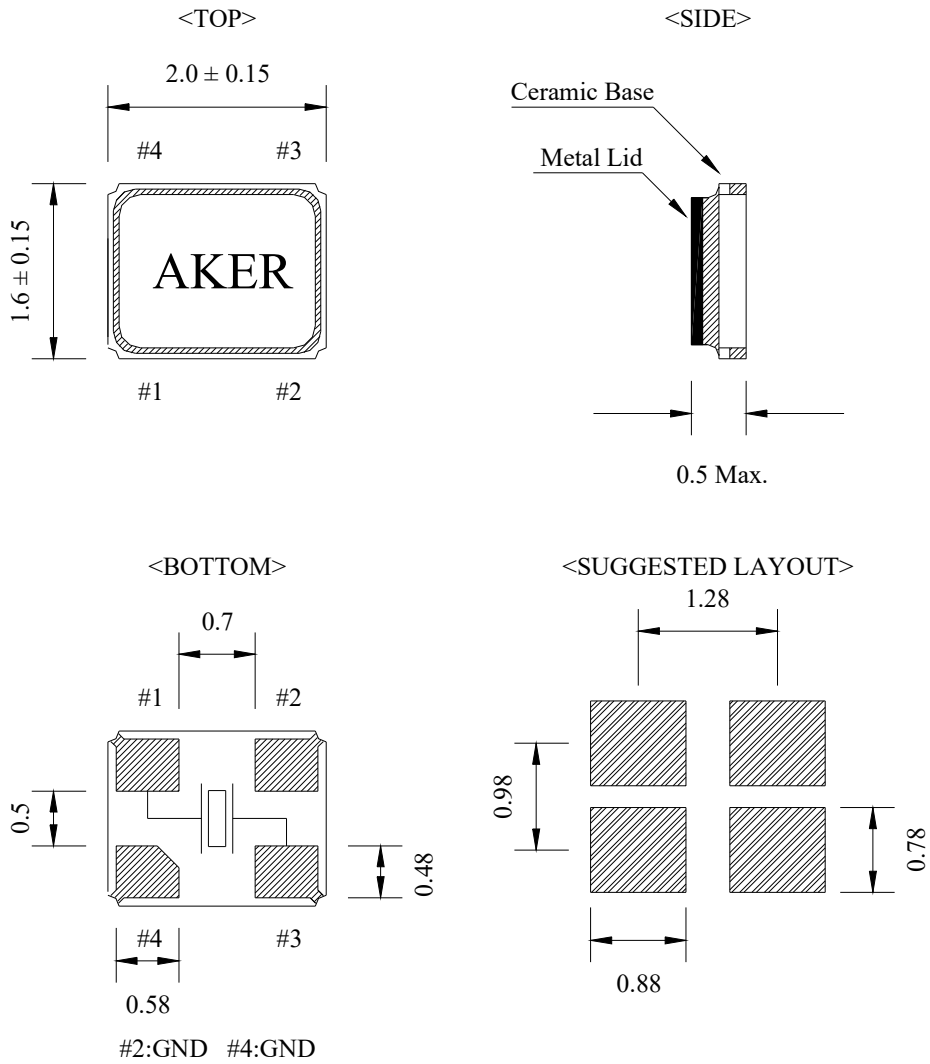 <TOP>
2.0 ± 0.15
#4 #3
1.6 ± 0.15
AKER
#1 #2
<SIDE>
Ceramic Base
Metal Lid
0.5 Max.
<BOTTOM>
0.7
#1 #2
0.5
0.48
#4 #3
0.58
#2:GND #4:GND
<SUGGESTED LAYOUT>
1.28
0.98
0.78
0.88